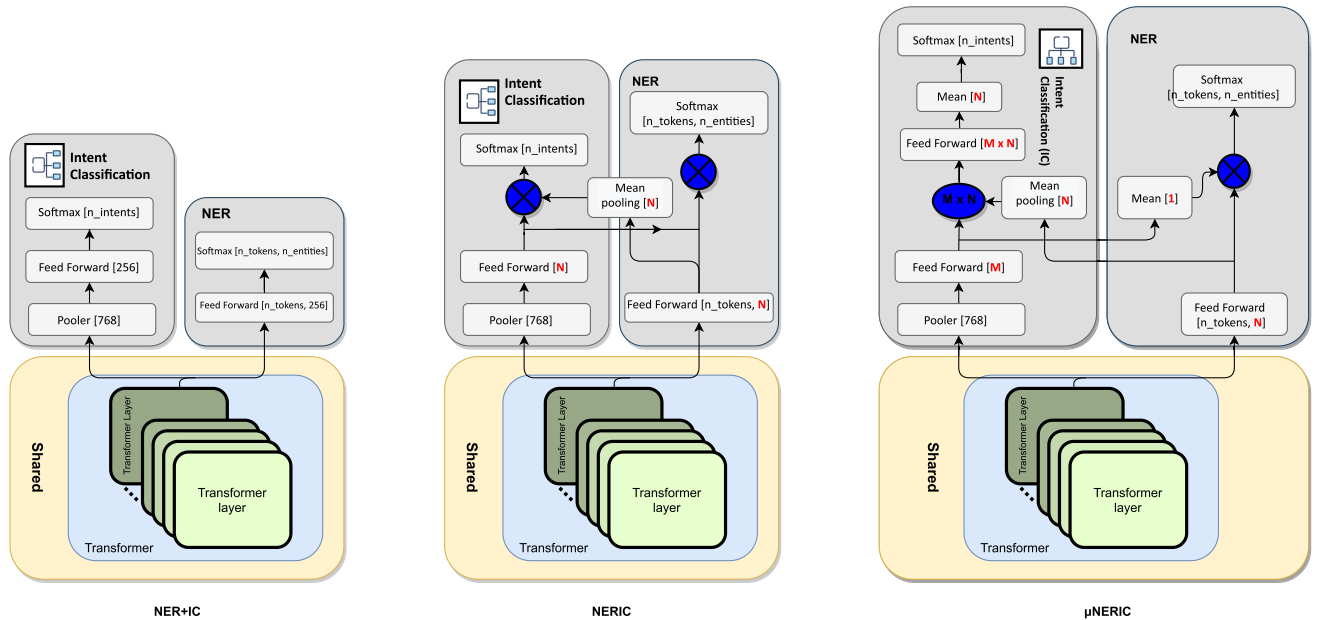 Intent
Classification
Softmax [n_intents]
Feed Forward [256]
Pooler [768]
NER
Softmax [n_tokens, n_entities]
Feed Forward [n_tokens, 256]
Shared
Transformer Layer
Transformer
layer
Transformer
NER+IC
Intent
Classification
Softmax [n_intents]
Mean
pooling [N]
Feed Forward [N]
Pooler [768]
NER
Softmax
[n_tokens, n_entities]
Feed Forward [n_tokens, N]
Shared
Transformer Layer
Transformer
layer
Transformer
NERIC
Softmax [n_intents]
Intent
Classification (IC)
Mean [N]
Feed Forward [M x N]
M x N
Mean
pooling [N]
Feed Forward [M]
Pooler [768]
NER
Softmax
[n_tokens, n_entities]
Mean [1]
Feed Forward
[n_tokens, N]
Shared
Transformer Layer
Transformer
layer
Transformer
µNERIC